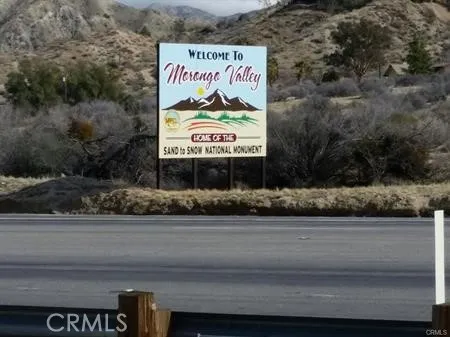 WELCOME TO
Morongo Valley
HOME OF THE
SAND to SNOW NATIONAL MONUMENT
CRMLS
CRMLS